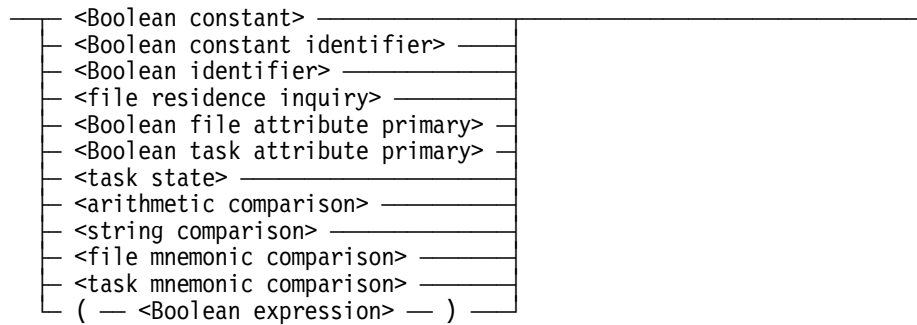 <Boolean constant>
<Boolean constant identifier>
<Boolean identifier>
<file residence inquiry>
<Boolean file attribute primary>
<Boolean task attribute primary>
<task state>
<arithmetic comparison>
<string comparison>
<file mnemonic comparison>
<task mnemonic comparison>
( — <Boolean expression> — )